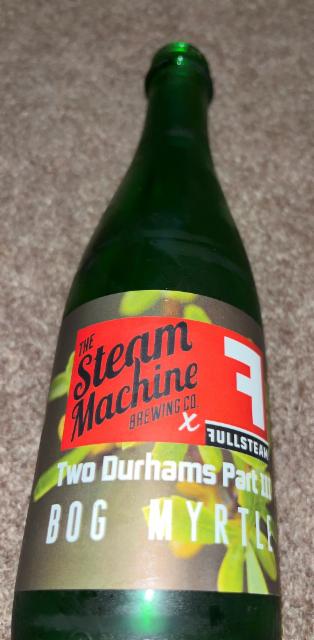 THE
Steam
Machine
BREWING CO.
x
F
FULLSTEAM
Two Durhams Part III
BOG MYRTLE